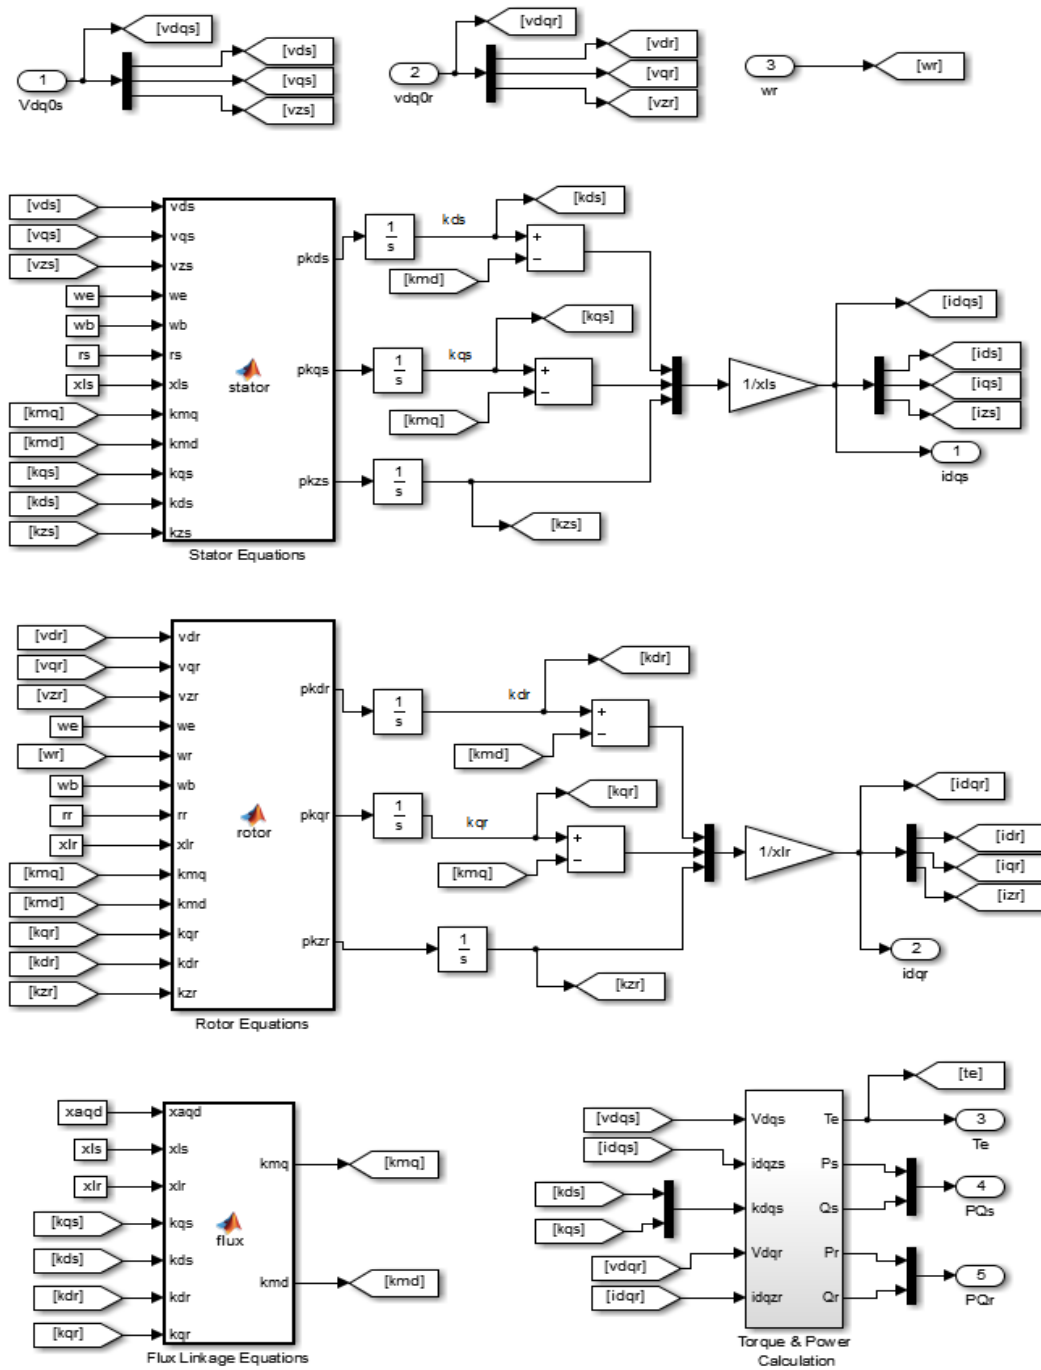 [vdqs]
[vds]
1
[vqs]
Vdq0s
[vzs]
[vdqr]
[vdr]
2
[vqr]
vdq0r
[vzr]
3
[wr]
wr
[vds]
[vqs]
[vzs]
we
wb
rs
xls
[kmq]
[kmd]
[kqs]
[kds]
[kzs]
vds
vqs
vzs
we
wb
rs
xls
kmq
kmd
kqs
kds
kzs
stator
pkds
pkqs
pkzs
Stator Equations
1
s
kds
[kds]
[kmd]
+
−
1
s
kqs
[kqs]
[kmq]
+
−
1
s
[kzs]
1/xls
[idqs]
[ids]
[iqs]
[izs]
1
idqs
[vdr]
[vqr]
[vzr]
we
[wr]
wb
rr
xlr
[kmq]
[kmd]
[kqr]
[kdr]
[kzr]
vdr
vqr
vzr
we
wr
wb
rr
xlr
kmq
kmd
kqr
kdr
kzr
rotor
pkdr
pkqr
pkzr
Rotor Equations
1
s
kdr
[kdr]
[kmd]
+
−
1
s
kqr
[kqr]
[kmq]
+
−
1
s
[kzr]
1/xlr
[idqr]
[idr]
[iqr]
[izr]
2
idqr
xaqd
xls
xlr
[kqs]
[kds]
[kdr]
[kqr]
xaqd
xls
xlr
kqs
kds
kdr
kqr
flux
kmq
kmd
Flux Linkage Equations
[kmq]
[kmd]
[vdqs]
[idqs]
[kds]
[kqs]
[vdqr]
[idqr]
Vdqs
idqzs
kdqs
Vdqr
idqzr
Te
Ps
Qs
Pr
Qr
Torque & Power
Calculation
[te]
3
Te
4
PQs
5
PQr